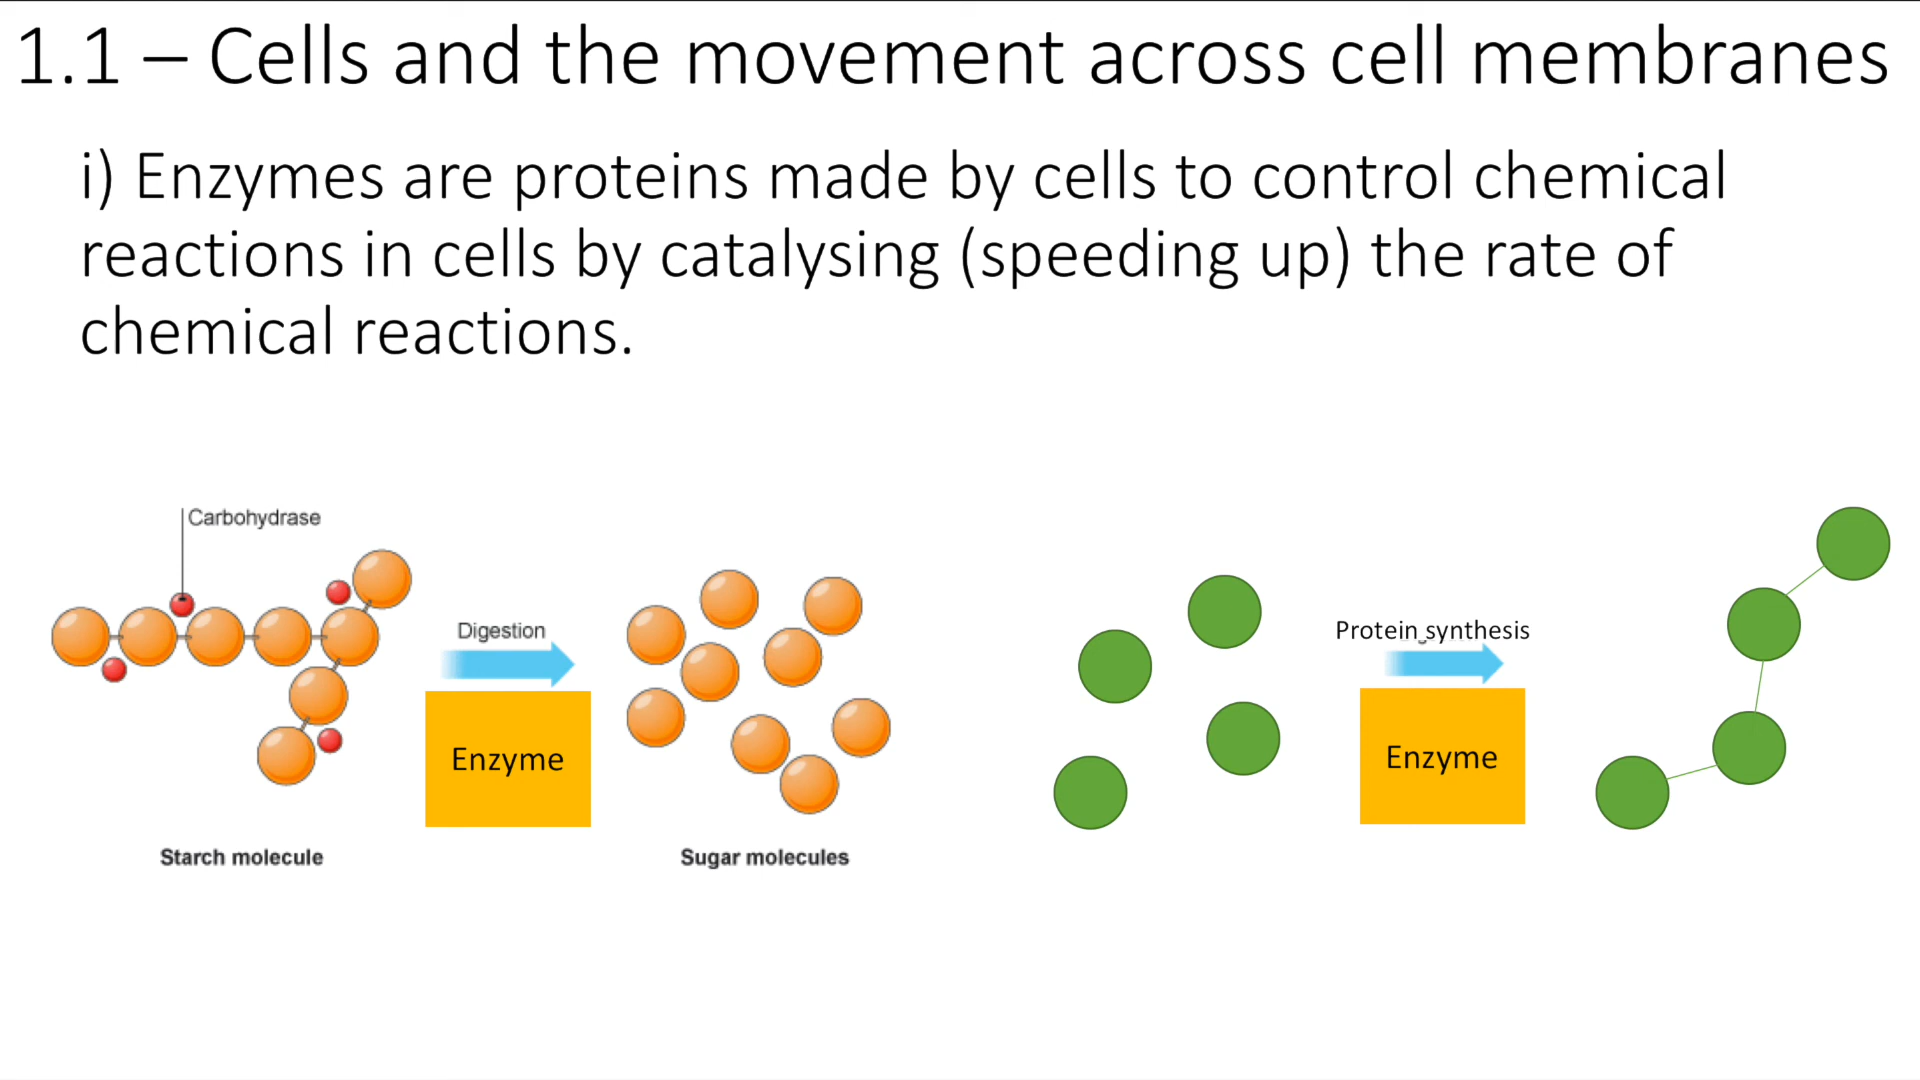 1.1 – Cells and the movement across cell membranes
i) Enzymes are proteins made by cells to control chemical
reactions in cells by catalysing (speeding up) the rate of
chemical reactions.
Carbohydrase
Digestion
Enzyme
Starch molecule
Sugar molecules
Protein synthesis
Enzyme